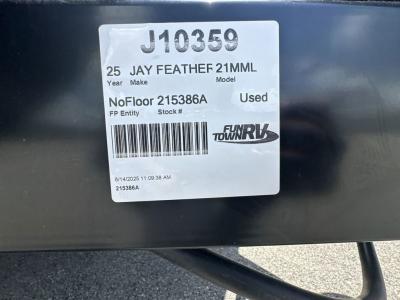 J10359
25 JAY FEATHER 21MML
Year Make Model
NoFloor 215386A Used
FP Entity Stock #
FUN TOWN RV
8/14/2025 11:09:38 AM
215386A